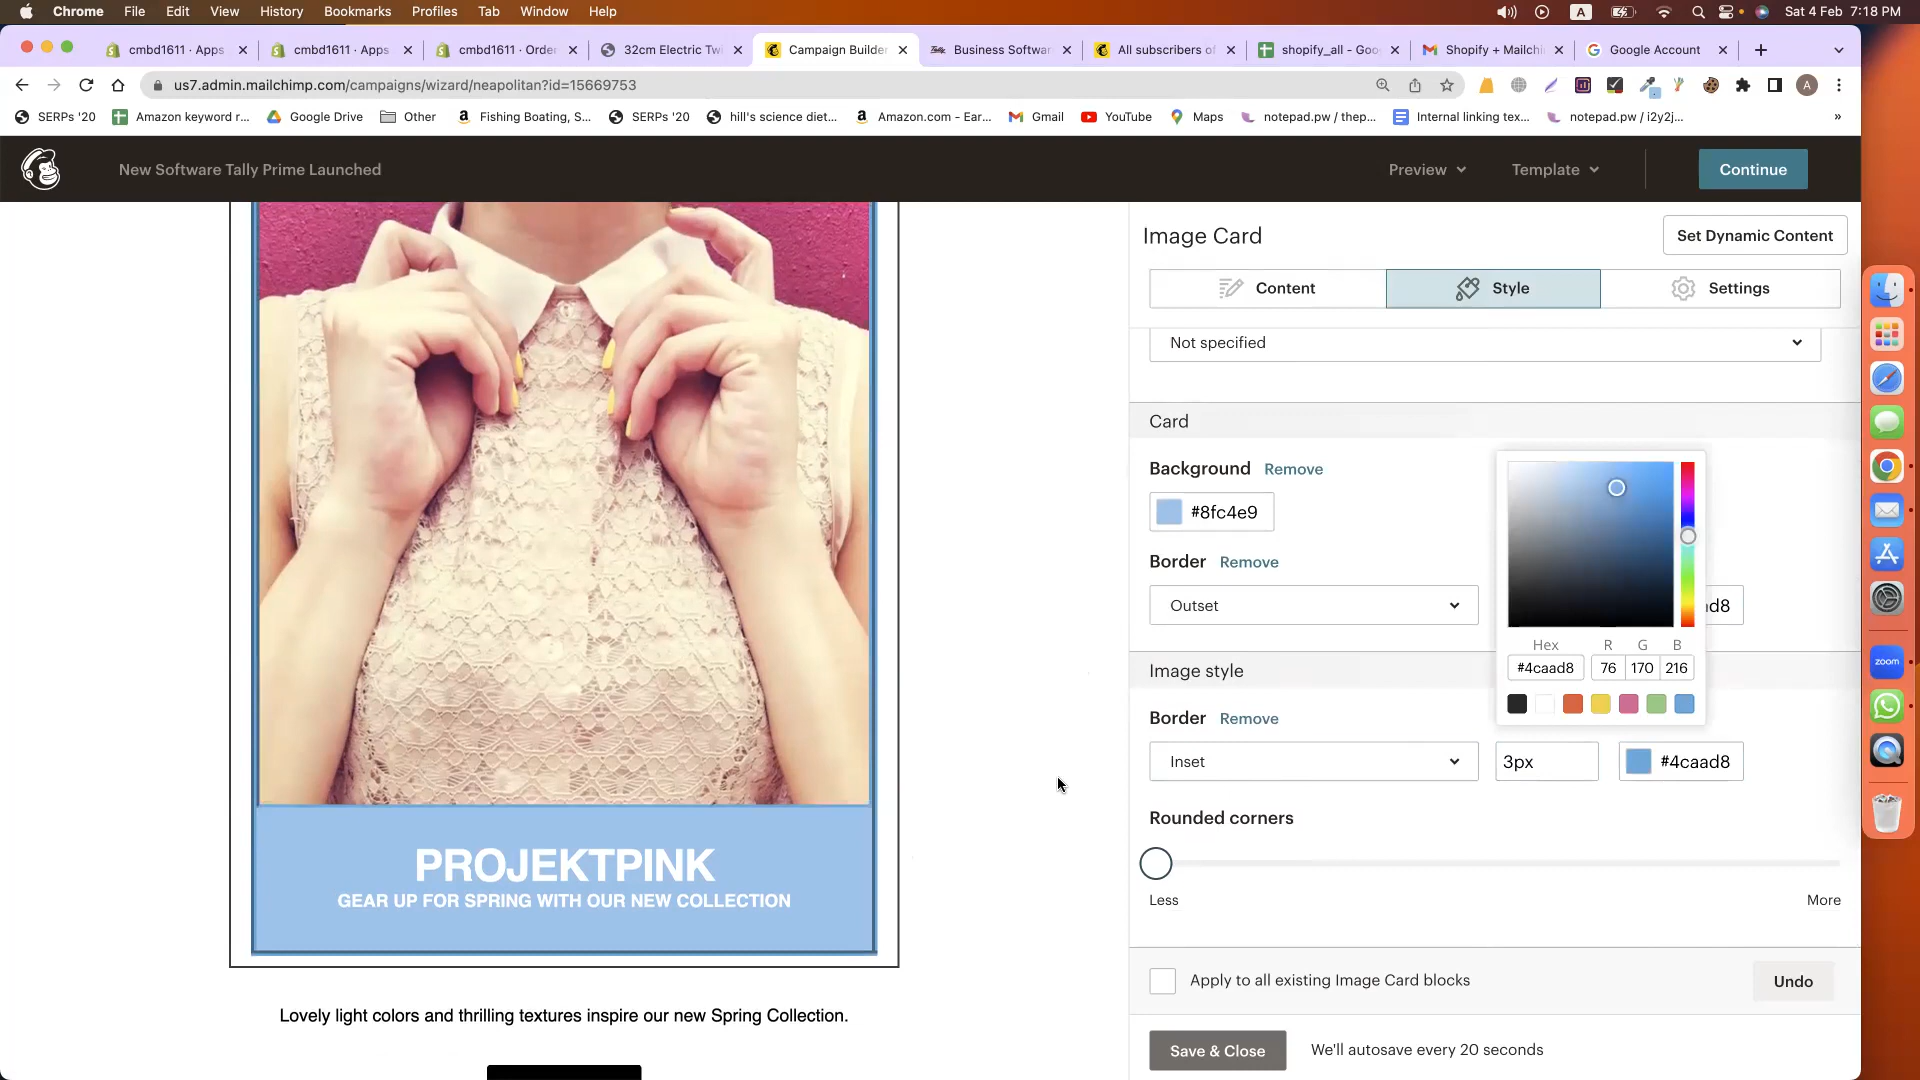 Chrome File Edit View History Bookmarks Profiles Tab Window Help A Sat 4 Feb 7:18 PM
cmbd1611 · Apps cmbd1611 · Apps cmbd1611 · Orde 32cm Electric Twi Campaign Builde Business Softwar All subscribers of shopify_all - Goo Shopify + Mailchi Google Account
us7.admin.mailchimp.com/campaigns/wizard/neapolitan?id=15669753 A
SERPs '20 Amazon keyword r... Google Drive Other Fishing Boating, S... SERPs '20 hill's science diet... Amazon.com - Ear... Gmail YouTube Maps notepad.pw / thep... Internal linking tex... notepad.pw / i2y2j... »
New Software Tally Prime Launched Preview Template Continue
Image Card Set Dynamic Content
Content Style Settings
Not specified
Card
Background Remove
#8fc4e9
Border Remove
Outset d8
Hex R G B
#4caad8 76 170 216
Image style
Border Remove
Inset 3px #4caad8
Rounded corners
Less More
Apply to all existing Image Card blocks Undo
Save & Close We'll autosave every 20 seconds
PROJEKTPINK
GEAR UP FOR SPRING WITH OUR NEW COLLECTION
Lovely light colors and thrilling textures inspire our new Spring Collection.
zoom